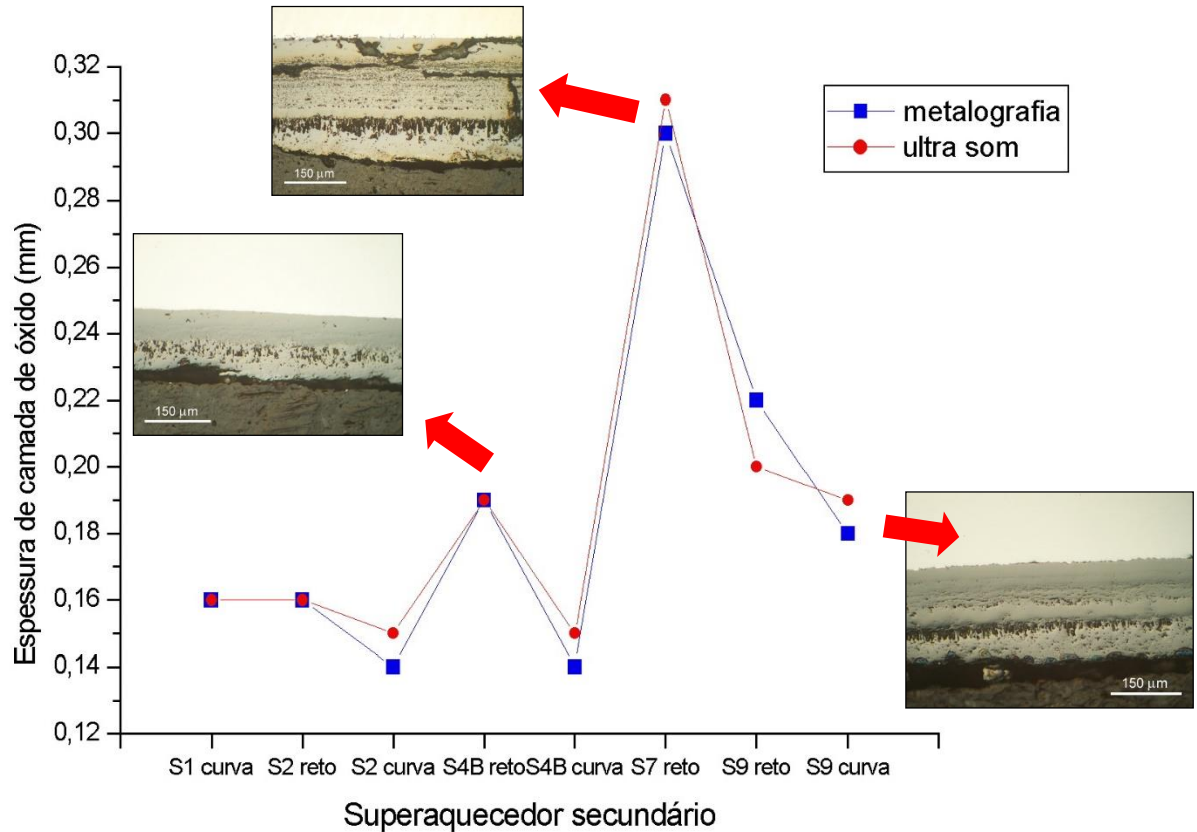 150 µm
0,32
0,30
0,28
0,26
0,24
0,22
0,20
0,18
0,16
0,14
0,12
Espessura de camada de óxido (mm)
metalografia
ultra som
150 µm
150 µm
S1 curva S2 reto S2 curva S4B reto S4B curva S7 reto S9 reto S9 curva
Superaquecedor secundário